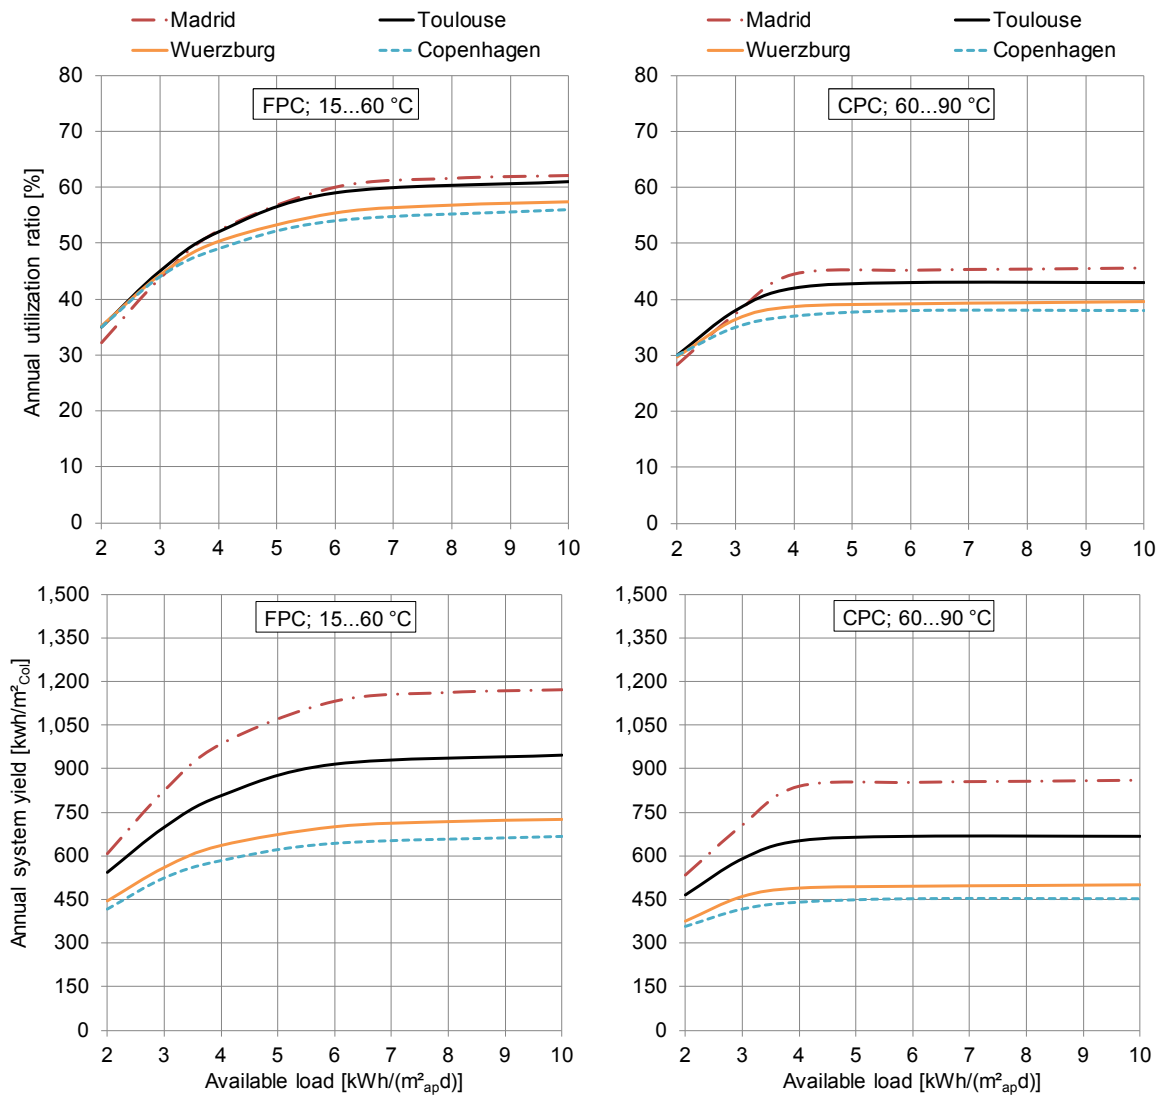 Madrid
Toulouse
Wuerzburg
Copenhagen
Madrid
Toulouse
Wuerzburg
Copenhagen
Annual utilization ratio [%]
FPC; 15...60 °C
80
70
60
50
40
30
20
10
0
2 3 4 5 6 7 8 9 10
CPC; 60...90 °C
80
70
60
50
40
30
20
10
0
2 3 4 5 6 7 8 9 10
Annual system yield [kwh/m²Col]
FPC; 15...60 °C
1,500
1,350
1,200
1,050
900
750
600
450
300
150
0
2 3 4 5 6 7 8 9 10
Available load [kWh/(m²apd)]
CPC; 60...90 °C
1,500
1,350
1,200
1,050
900
750
600
450
300
150
0
2 3 4 5 6 7 8 9 10
Available load [kWh/(m²apd)]